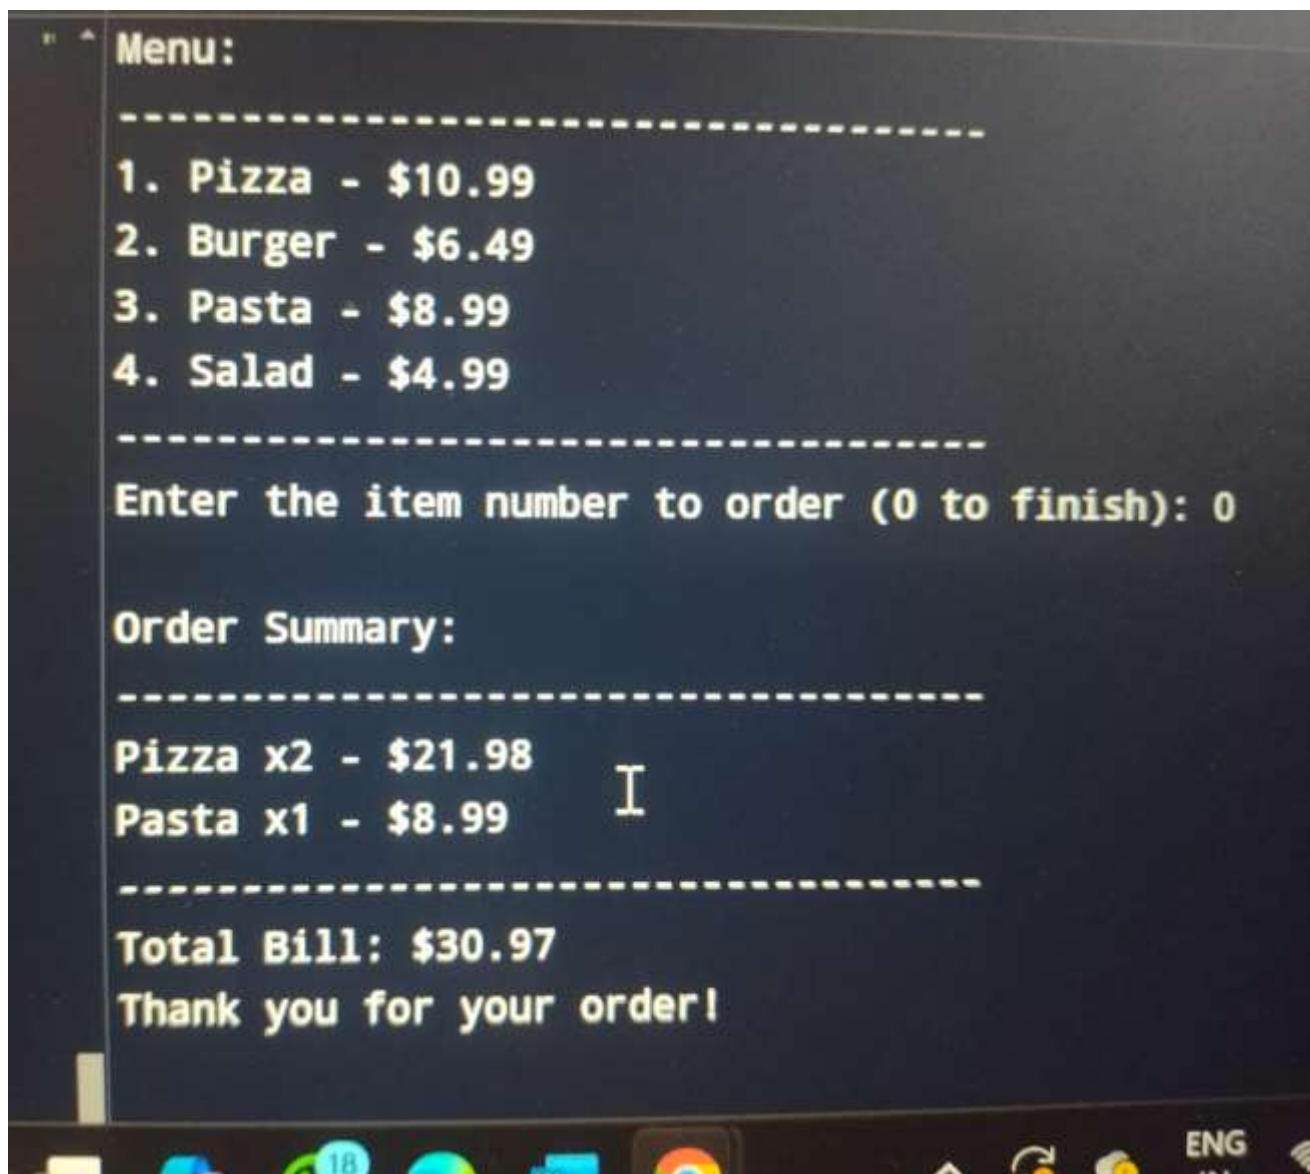 Menu:
-----------------------------------
1. Pizza - $10.99
2. Burger - $6.49
3. Pasta - $8.99
4. Salad - $4.99
-----------------------------------
Enter the item number to order (0 to finish): 0
Order Summary:
-----------------------------------
Pizza x2 - $21.98
Pasta x1 - $8.99
-----------------------------------
Total Bill: $30.97
Thank you for your order!
18
ENG